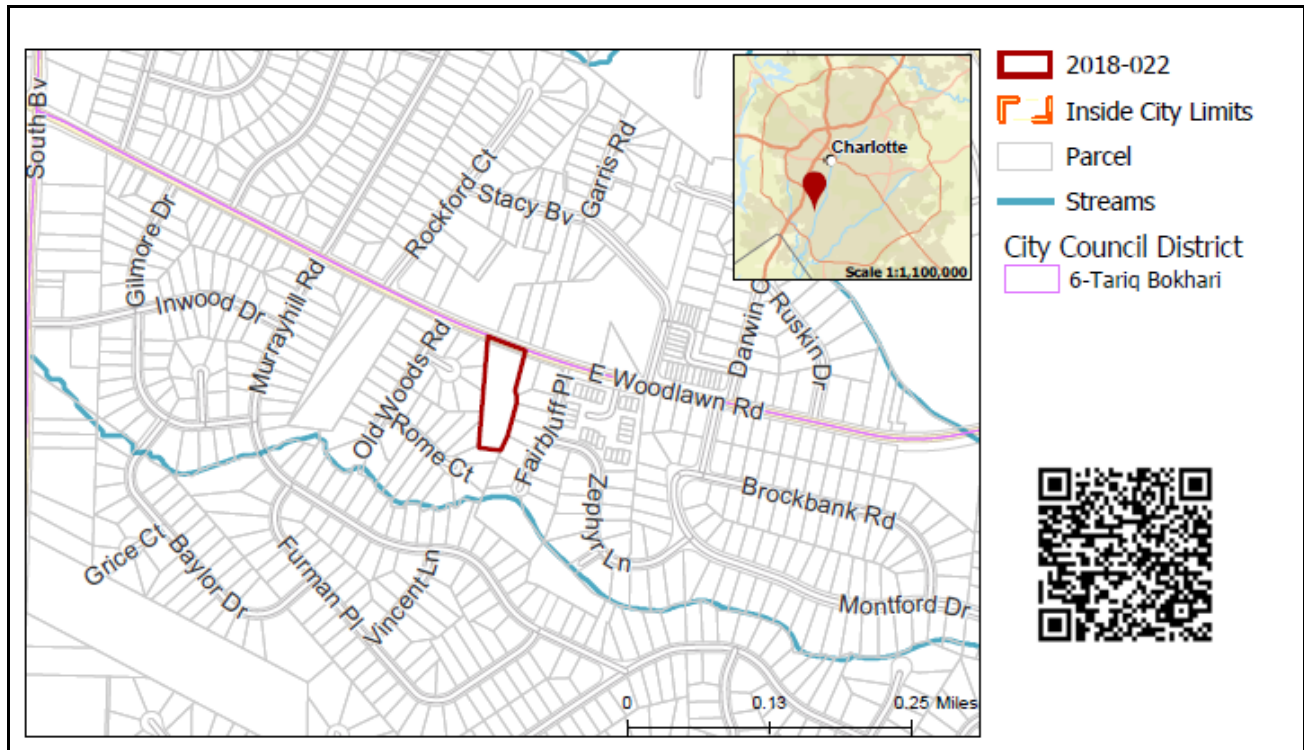 South Bv
Gilmore Dr
Inwood Dr
Murrayhill Rd
Rockford Ct
Stacy Bv
Garris Rd
Old Woods Rd
Rome Ct
Fairbluff Pl
E Woodlawn Rd
Darwin C
Ruskin Dr
Zephyr Ln
Brockbank Rd
Montford Dr
Grice Ct
Baylor Dr
Furman Pl
Vincent Ln
0
0.13
0.25 Miles
Charlotte
Scale 1:1,100,000
2018-022
Inside City Limits
Parcel
Streams
City Council District
6-Tariq Bokhari